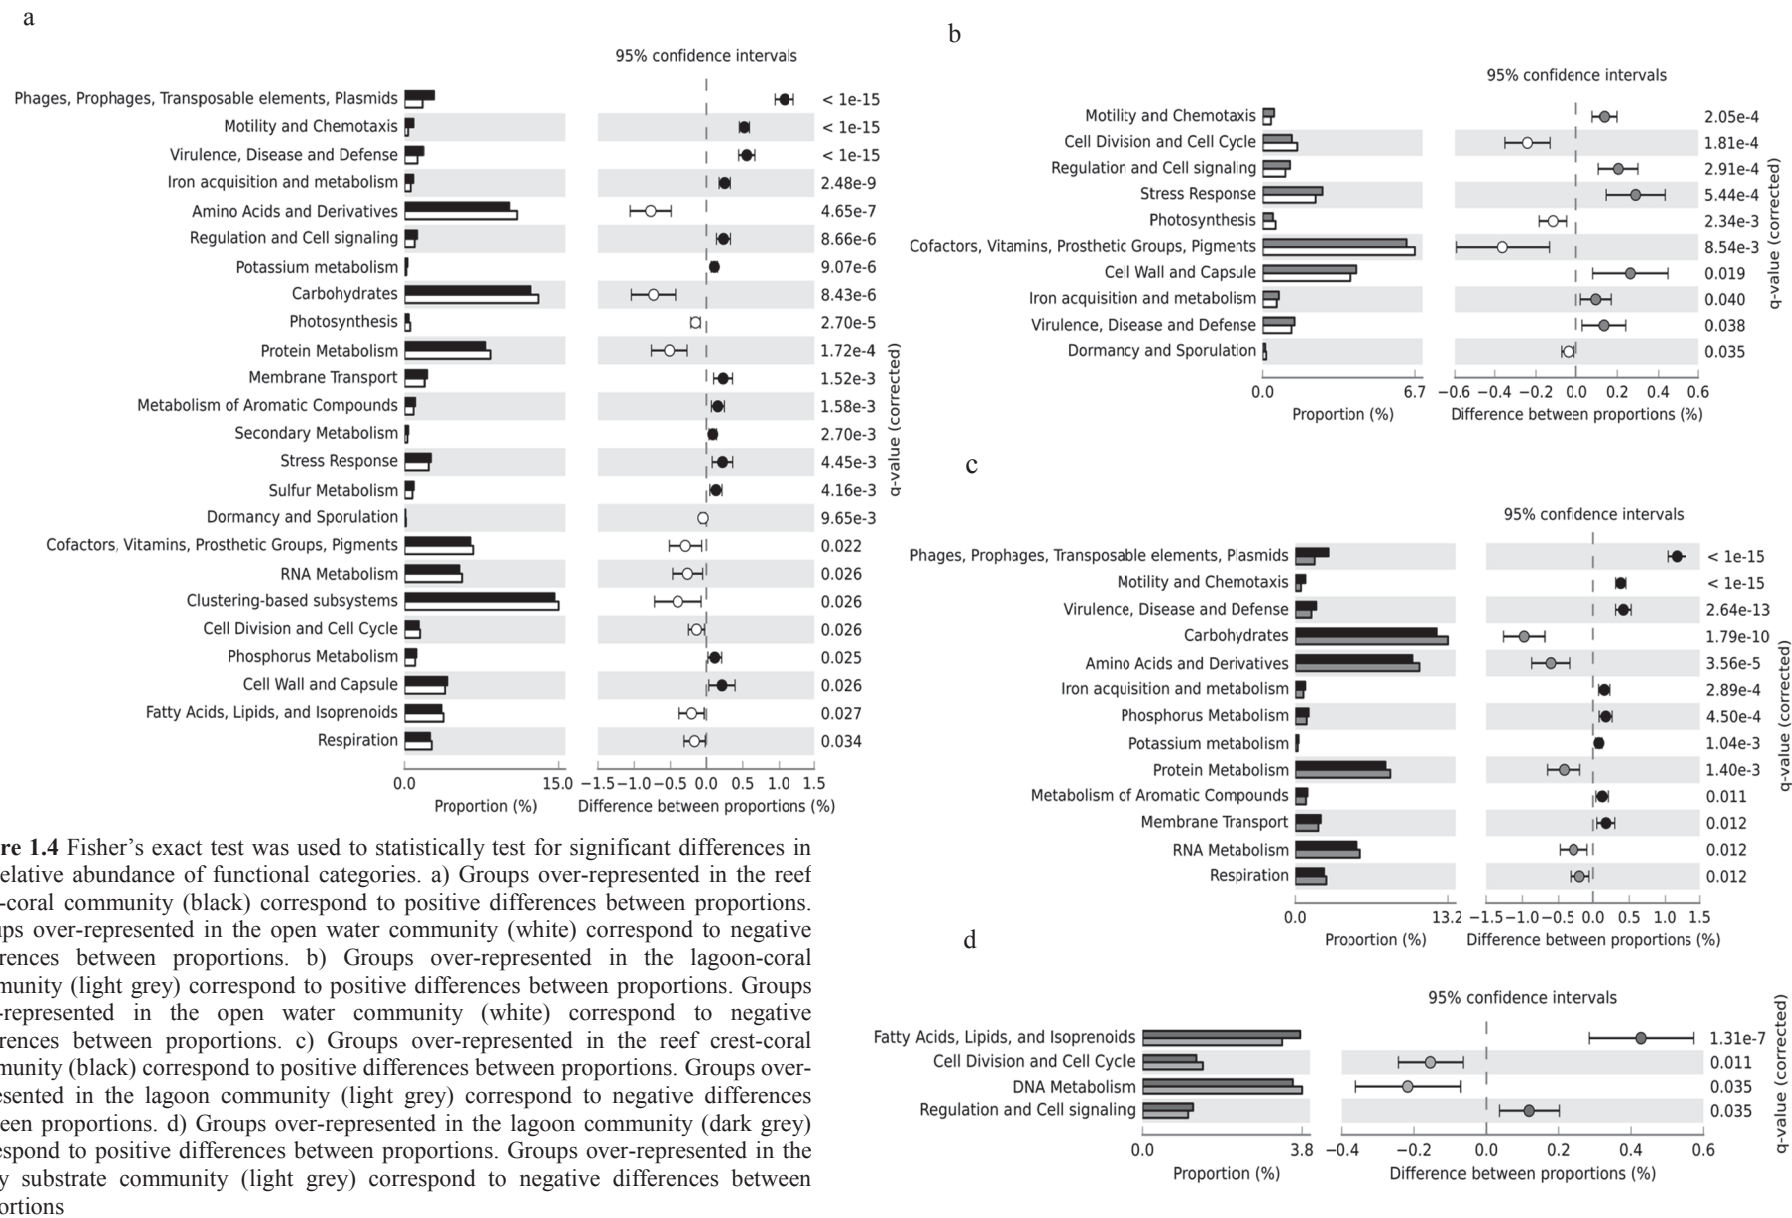 a
95% confidence intervals
Phages, Prophages, Transposable elements, Plasmids < 1e-15
Motility and Chemotaxis < 1e-15
Virulence, Disease and Defense < 1e-15
Iron acquisition and metabolism 2.48e-9
Amino Acids and Derivatives 4.65e-7
Regulation and Cell signaling 8.66e-6
Potassium metabolism 9.07e-6
Carbohydrates 8.43e-6
Photosynthesis 2.70e-5
Protein Metabolism 1.72e-4
Membrane Transport 1.52e-3
Metabolism of Aromatic Compounds 1.58e-3
Secondary Metabolism 2.70e-3
Stress Response 4.45e-3
Sulfur Metabolism 4.16e-3
Dormancy and Sporulation 9.65e-3
Cofactors, Vitamins, Prosthetic Groups, Pigments 0.022
RNA Metabolism 0.026
Clustering-based subsystems 0.026
Cell Division and Cell Cycle 0.026
Phosphorus Metabolism 0.025
Cell Wall and Capsule 0.026
Fatty Acids, Lipids, and Isoprenoids 0.027
Respiration 0.034
q-value (corrected)
0.0 15.0 −1.5 −1.0 −0.5 0.0 0.5 1.0 1.5
Proportion (%) Difference between proportions (%)
b
95% confidence intervals
Motility and Chemotaxis 2.05e-4
Cell Division and Cell Cycle 1.81e-4
Regulation and Cell signaling 2.91e-4
Stress Response 5.44e-4
Photosynthesis 2.34e-3
Cofactors, Vitamins, Prosthetic Groups, Pigments 8.54e-3
Cell Wall and Capsule 0.019
Iron acquisition and metabolism 0.040
Virulence, Disease and Defense 0.038
Dormancy and Sporulation 0.035
q-value (corrected)
0.0 6.7 −0.6 −0.4 −0.2 0.0 0.2 0.4 0.6
Proportion (%) Difference between proportions (%)
c
95% confidence intervals
Phages, Prophages, Transposable elements, Plasmids < 1e-15
Notility and Chemotaxis < 1e-15
Virulence, Disease and Defense 2.64e-13
Carbohydrates 1.79e-10
Amino Acids and Derivatives 3.56e-5
Iron acquisition and metabolism 2.89e-4
Phosphorus Metabolism 4.50e-4
Potassium metabolism 1.04e-3
Protein Metabolism 1.40e-3
Metabolism of Aromatic Compounds 0.011
Membrane Transport 0.012
RNA Metabolism 0.012
Respiration 0.012
q-value (corrected)
0.0 13.2 −1.5 −1.0 −0.5 0.0 0.5 1.0 1.5
Proportion (%) Difference between proportions (%)
d
95% confidence intervals
Fatty Acids, Lipids, and Isoprenoids 1.31e-7
Cell Division and Cell Cycle 0.011
DNA Metabolism 0.035
Regulation and Cell signaling 0.035
q-value (corrected)
0.0 3.8 −0.4 −0.2 0.0 0.2 0.4 0.6
Proportion (%) Difference between proportions (%)
re 1.4 Fisher's exact test was used to statistically test for significant differences in
elative abundance of functional categories. a) Groups over-represented in the reef
-coral community (black) correspond to positive differences between proportions.
ups over-represented in the open water community (white) correspond to negative
rences between proportions. b) Groups over-represented in the lagoon-coral
munity (light grey) correspond to positive differences between proportions. Groups
-represented in the open water community (white) correspond to negative
rences between proportions. c) Groups over-represented in the reef crest-coral
munity (black) correspond to positive differences between proportions. Groups over-
esented in the lagoon community (light grey) correspond to negative differences
een proportions. d) Groups over-represented in the lagoon community (dark grey)
espond to positive differences between proportions. Groups over-represented in the
y substrate community (light grey) correspond to negative differences between
ortions